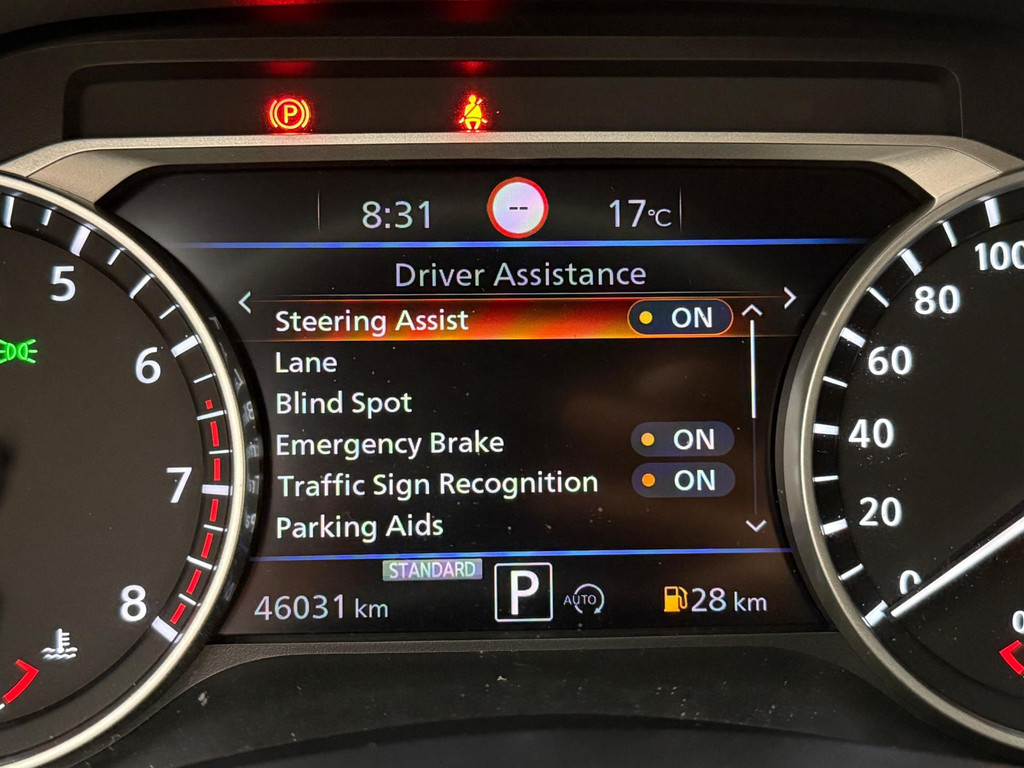 P
8:31 -- 17°C
Driver Assistance
Steering Assist ON
Lane
Blind Spot
Emergency Brake ON
Traffic Sign Recognition ON
Parking Aids
STANDARD
46031 km P AUTO 28 km
5
6
7
8
100
80
60
40
20
0
0